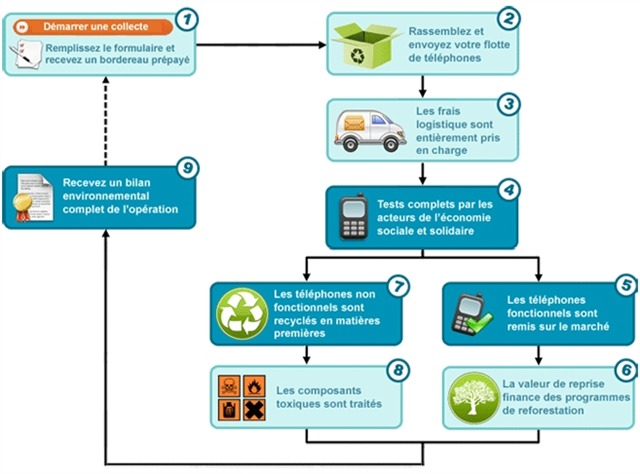 1
Démarrer une collecte
Remplissez le formulaire et
recevez un bordereau prépayé
2
Rassemblez et
envoyez votre flotte
de téléphones
3
Les frais
logistique sont
entièrement pris
en charge
4
Tests complets par les
acteurs de l'économie
sociale et solidaire
5
Les téléphones
fonctionnels sont
remis sur le marché
6
La valeur de reprise
finance des programmes
de reforestation
7
Les téléphones non
fonctionnels sont
recyclés en matières
premières
8
Les composants
toxiques sont traités
9
Recevez un bilan
environnemental
complet de l'opération